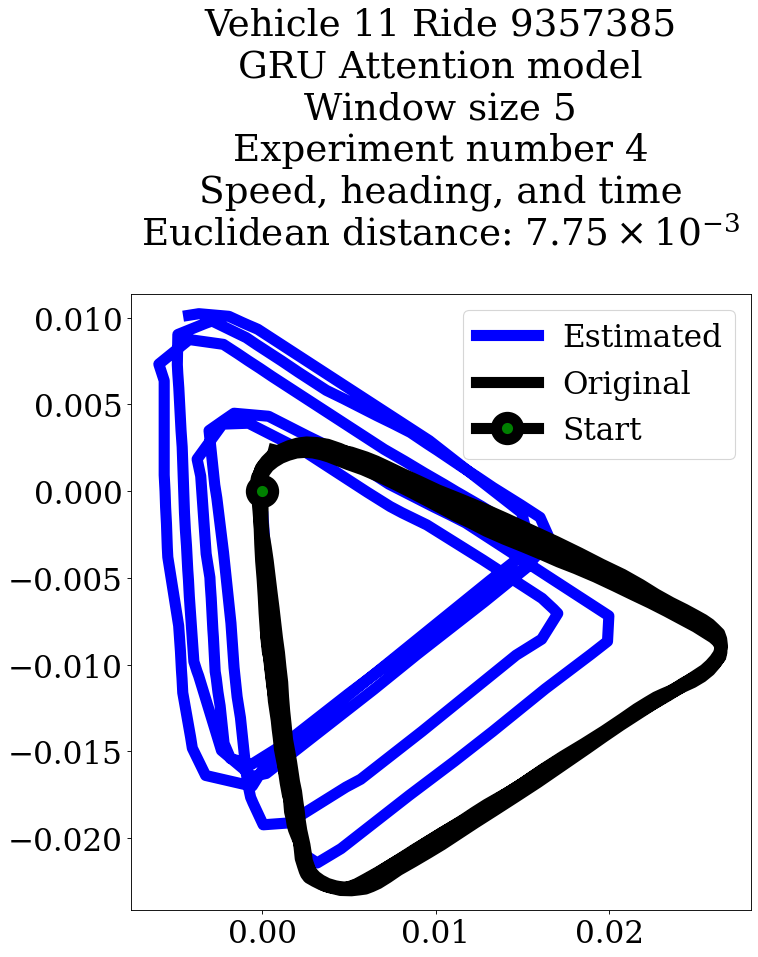 Vehicle 11 Ride 9357385
GRU Attention model
Window size 5
Experiment number 4
Speed, heading, and time
Euclidean distance: 7.75 × 10⁻³
0.010
0.005
0.000
−0.005
−0.010
−0.015
−0.020
Estimated
Original
Start
0.00 0.01 0.02